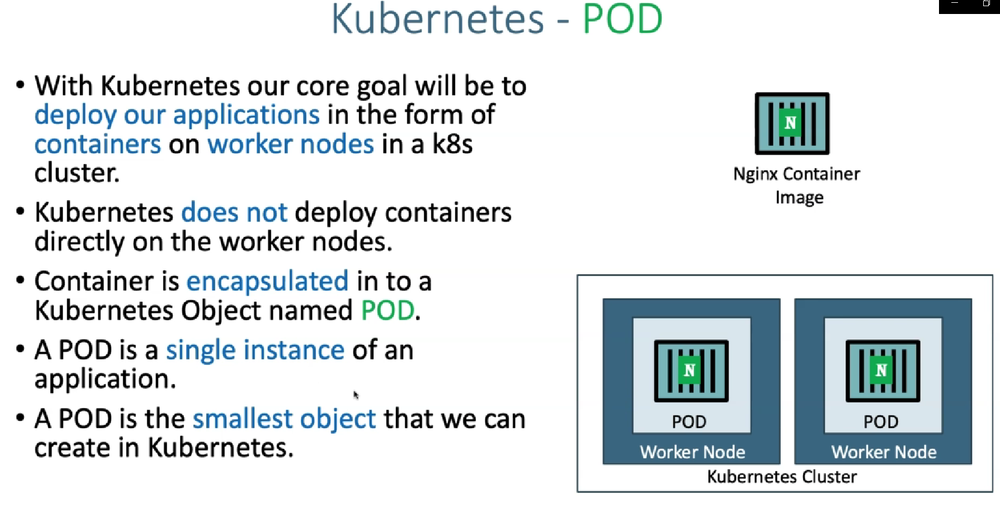 Kubernetes - POD
• With Kubernetes our core goal will be to
deploy our applications in the form of
containers on worker nodes in a k8s
cluster.
• Kubernetes does not deploy containers
directly on the worker nodes.
• Container is encapsulated in to a
Kubernetes Object named POD.
• A POD is a single instance of an
application.
• A POD is the smallest object that we can
create in Kubernetes.
N
Nginx Container
Image
N
POD
Worker Node
N
POD
Worker Node
Kubernetes Cluster